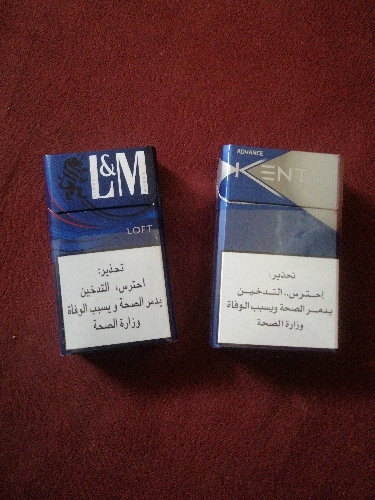 L&M
LOFT
تحذير:
احترس، التدخين
يدمر الصحة ويسبب الوفاة
وزارة الصحة
ADVANCE
KENT
تحذير:
احترس.. التدخين
يدمر الصحة ويسبب الوفاة
وزارة الصحة